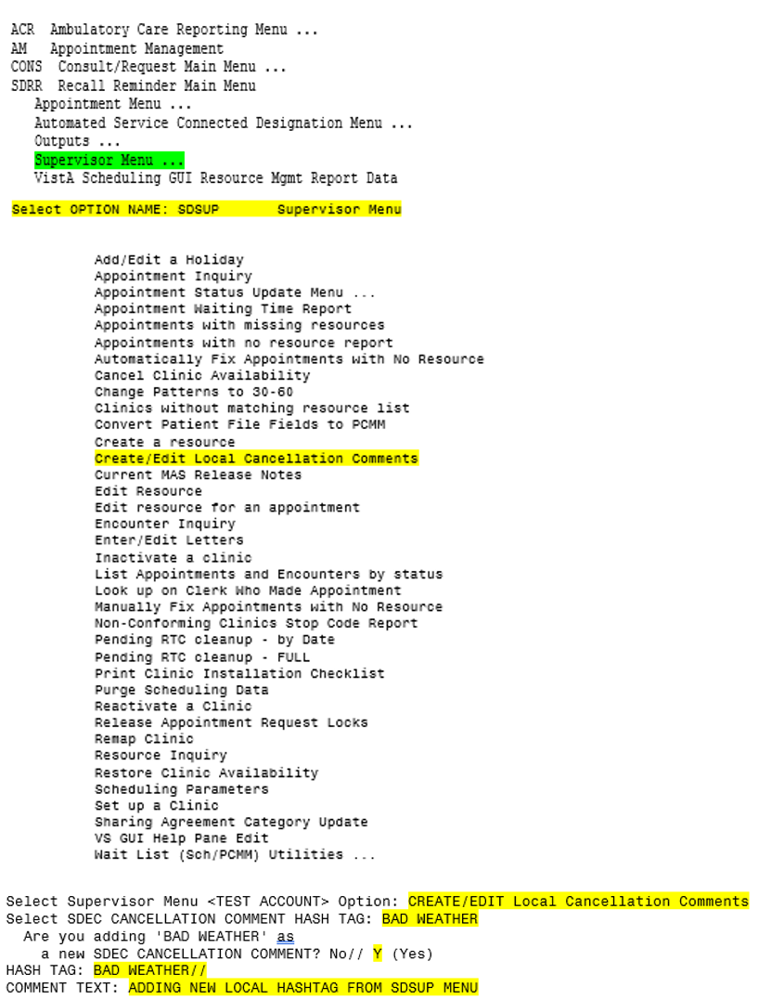 ACR  Ambulatory Care Reporting Menu ...
AM   Appointment Management
CONS  Consult/Request Main Menu ...
SDRR  Recall Reminder Main Menu
Appointment Menu ...
Automated Service Connected Designation Menu ...
Outputs ...
Supervisor Menu ...
VistA Scheduling GUI Resource Mgmt Report Data
Select OPTION NAME: SDSUP       Supervisor Menu
Add/Edit a Holiday
Appointment Inquiry
Appointment Status Update Menu ...
Appointment Waiting Time Report
Appointments with missing resources
Appointments with no resource report
Automatically Fix Appointments with No Resource
Cancel Clinic Availability
Change Patterns to 30-60
Clinics without matching resource list
Convert Patient File Fields to PCMM
Create a resource
Create/Edit Local Cancellation Comments
Current MAS Release Notes
Edit Resource
Edit resource for an appointment
Encounter Inquiry
Enter/Edit Letters
Inactivate a clinic
List Appointments and Encounters by status
Look up on Clerk Who Made Appointment
Manually Fix Appointments with No Resource
Non-Conforming Clinics Stop Code Report
Pending RTC cleanup - by Date
Pending RTC cleanup - FULL
Print Clinic Installation Checklist
Purge Scheduling Data
Reactivate a Clinic
Release Appointment Request Locks
Remap Clinic
Resource Inquiry
Restore Clinic Availability
Scheduling Parameters
Set up a Clinic
Sharing Agreement Category Update
VS GUI Help Pane Edit
Wait List (Sch/PCMM) Utilities ...
Select Supervisor Menu <TEST ACCOUNT> Option: CREATE/EDIT Local Cancellation Comments
Select SDEC CANCELLATION COMMENT HASH TAG: BAD WEATHER
Are you adding 'BAD WEATHER' as
a new SDEC CANCELLATION COMMENT? No// Y (Yes)
HASH TAG: BAD WEATHER//
COMMENT TEXT: ADDING NEW LOCAL HASHTAG FROM SDSUP MENU